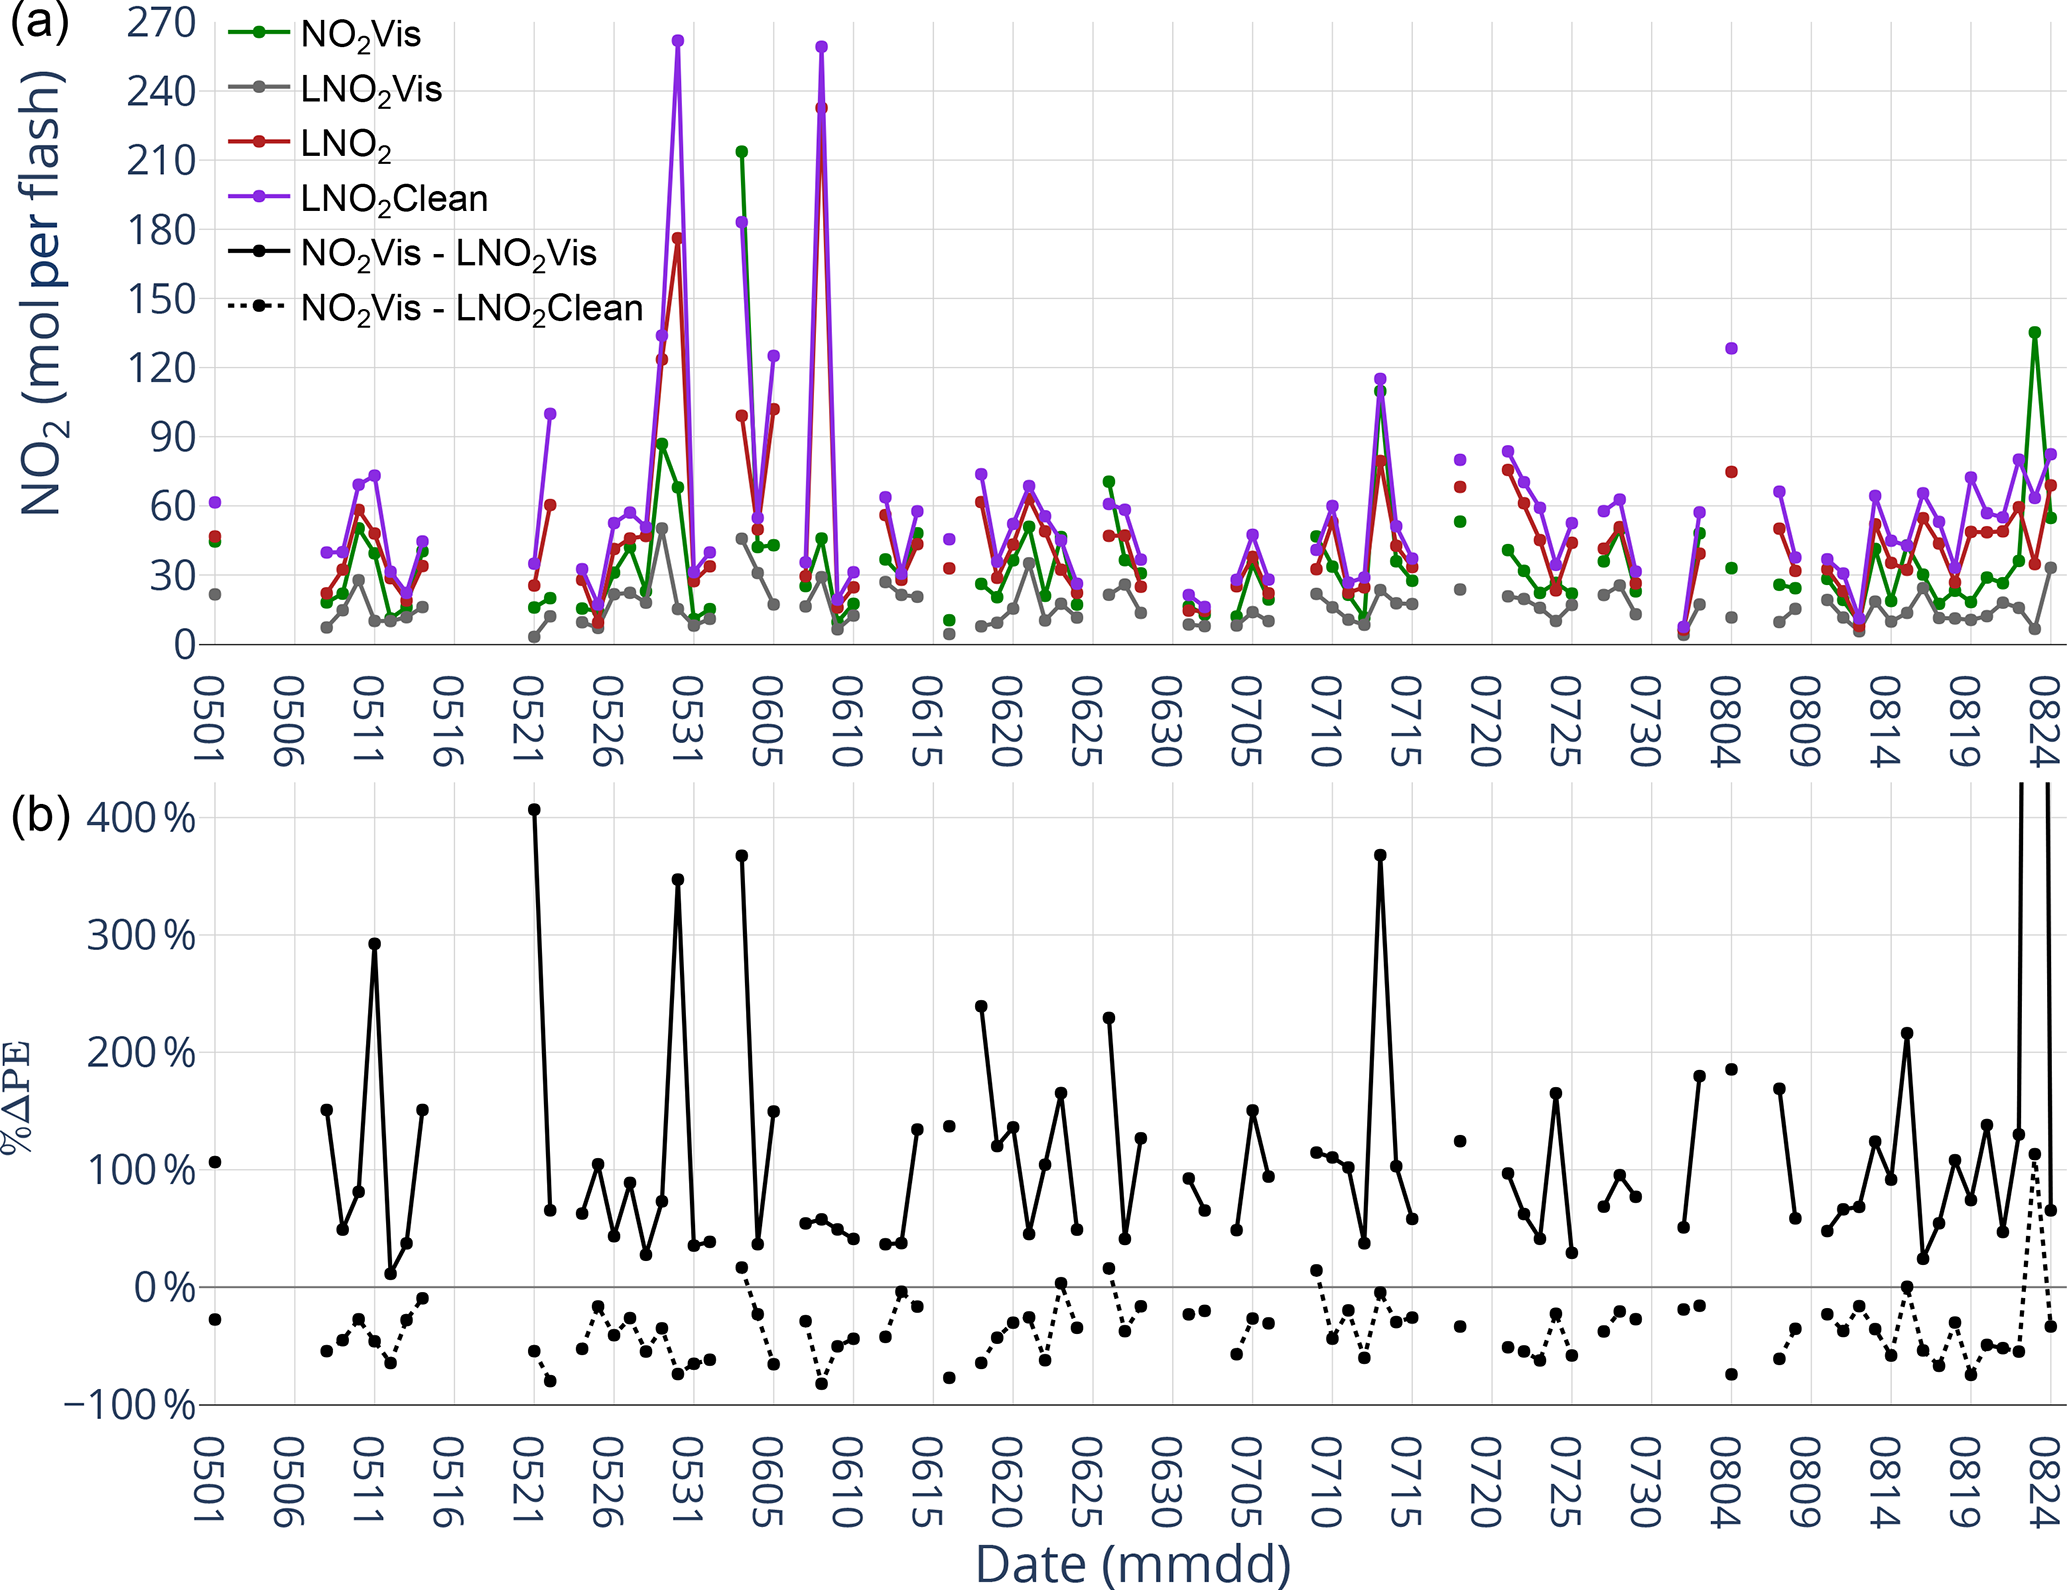 (a)
NO₂ (mol per flash)
270
240
210
180
150
120
90
60
30
0
NO₂Vis
LNO₂Vis
LNO₂
LNO₂Clean
NO₂Vis - LNO₂Vis
NO₂Vis - LNO₂Clean
0501 0506 0511 0516 0521 0526 0531 0605 0610 0615 0620 0625 0630 0705 0710 0715 0720 0725 0730 0804 0809 0814 0819 0824
(b)
%ΔPE
400 %
300 %
200 %
100 %
0 %
−100 %
0501 0506 0511 0516 0521 0526 0531 0605 0610 0615 0620 0625 0630 0705 0710 0715 0720 0725 0730 0804 0809 0814 0819 0824
Date (mmdd)